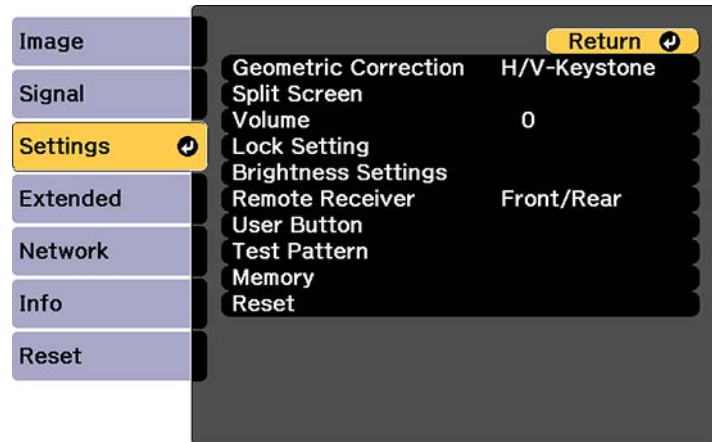 Image
Signal
Settings
Extended
Network
Info
Reset
Return
Geometric Correction H/V-Keystone
Split Screen
Volume 0
Lock Setting
Brightness Settings
Remote Receiver Front/Rear
User Button
Test Pattern
Memory
Reset